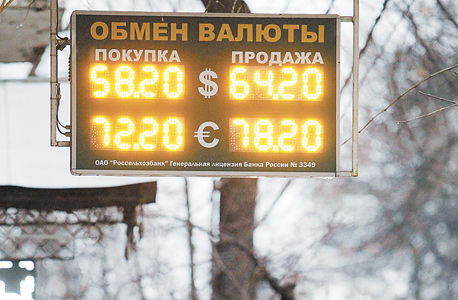 ОБМЕН ВАЛЮТЫ
ПОКУПКА ПРОДАЖА
58.20 $ 64.20
72.20 € 78.20
ОАО "Россельхозбанк" Генеральная лицензия Банка России № 3349